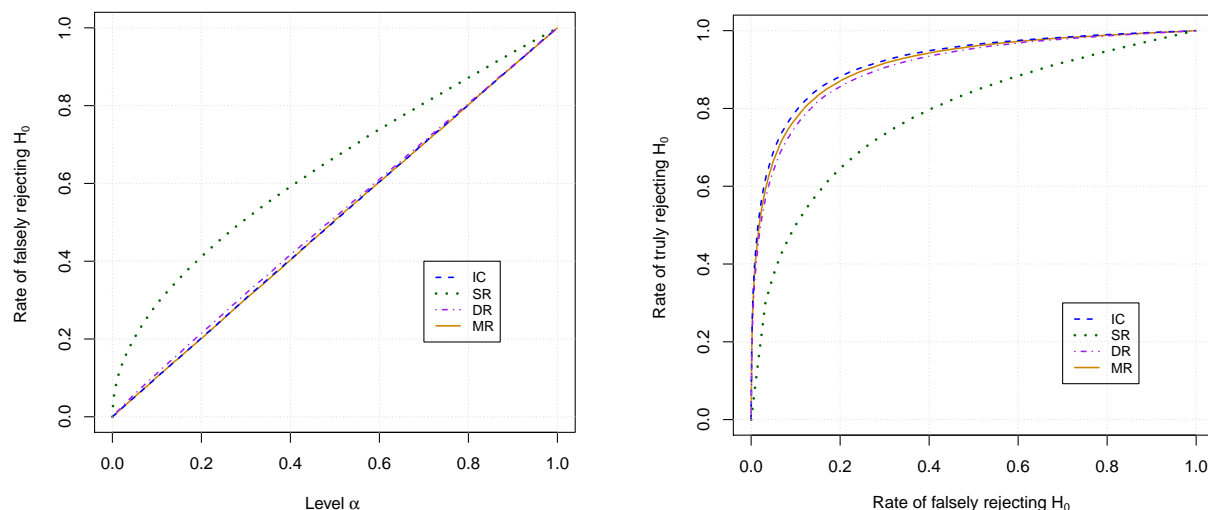 Rate of falsely rejecting H₀
1.0
0.8
0.6
0.4
0.2
0.0
IC
SR
DR
MR
0.0 0.2 0.4 0.6 0.8 1.0
Level α
Rate of truly rejecting H₀
1.0
0.8
0.6
0.4
0.2
0.0
IC
SR
DR
MR
0.0 0.2 0.4 0.6 0.8 1.0
Rate of falsely rejecting H₀